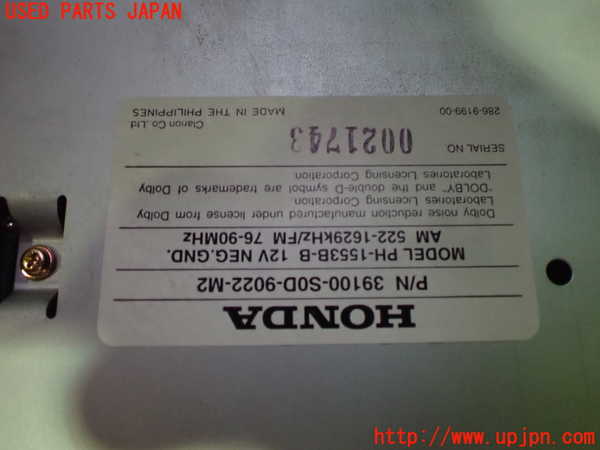 USED PARTS JAPAN
HONDA
P/N 39100-S0D-9022-M2
MODEL PH-1553B-B 12V NEG.GND.
AM 522-1629kHz/FM 76-90MHz
Dolby noise reduction manufactured under license from Dolby
Laboratories Licensing Corporation.
"DOLBY" and the double-D symbol are trademarks of Dolby
Laboratories Licensing Corporation.
SERIAL NO. 0021743
Clarion Co.,Ltd
286-9199-00 MADE IN THE PHILIPPINES
http://www.upjpn.com/